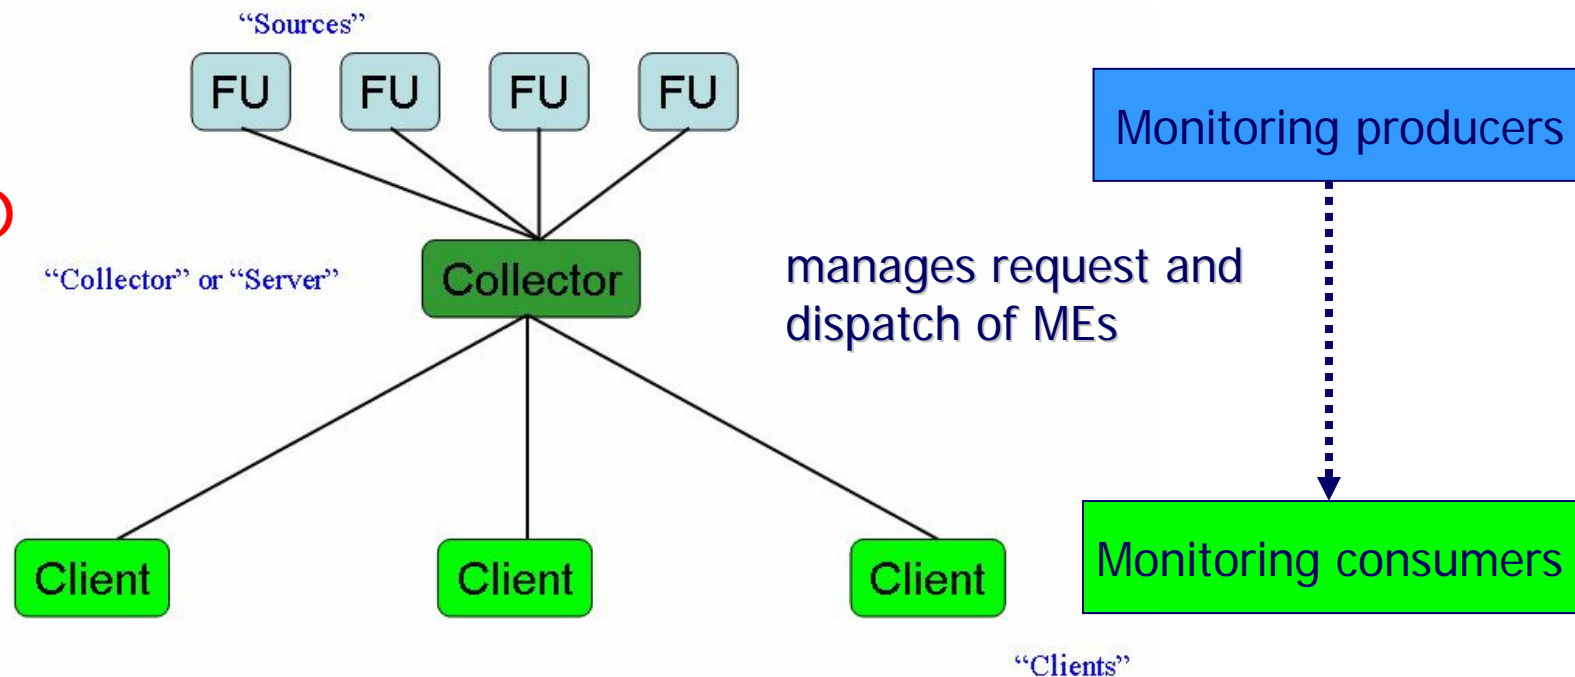 “Sources”
FU FU FU FU
Monitoring producers
“Collector” or “Server”
Collector
manages request and
dispatch of MEs
Client Client Client
Monitoring consumers
“Clients”